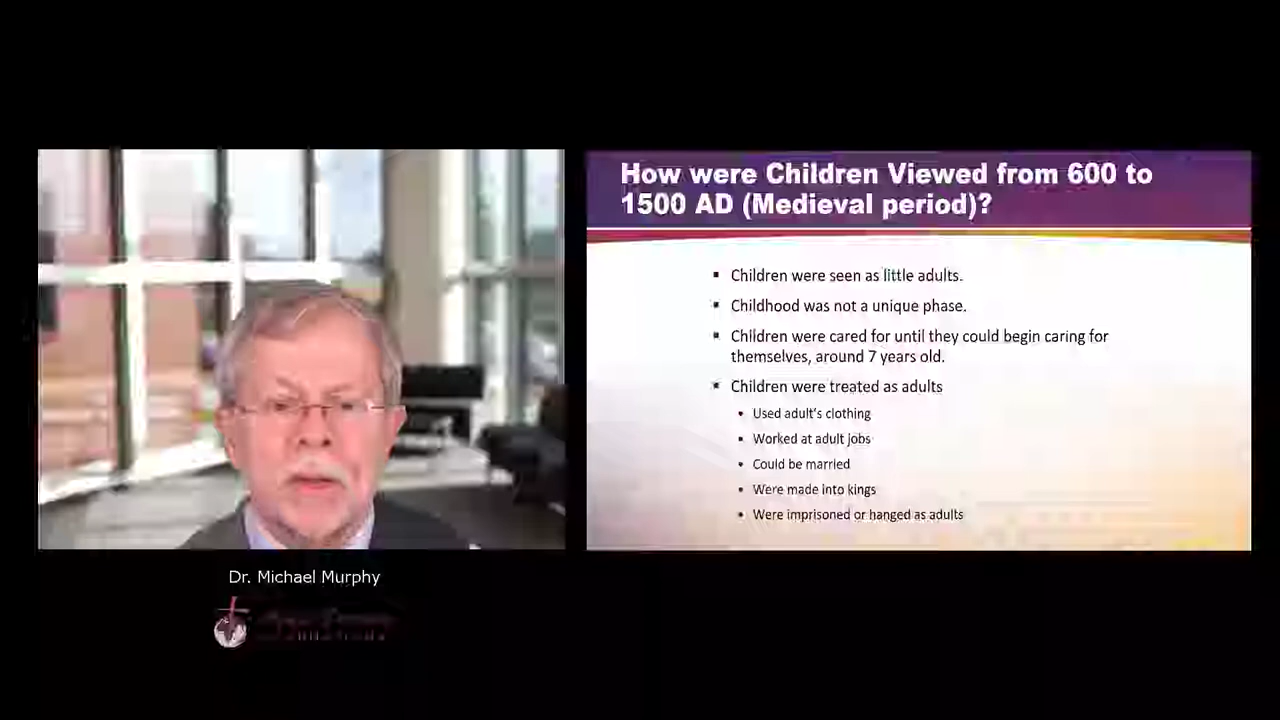 How were Children Viewed from 600 to
1500 AD (Medieval period)?
▪ Children were seen as little adults.
▪ Childhood was not a unique phase.
▪ Children were cared for until they could begin caring for
themselves, around 7 years old.
▪ Children were treated as adults
• Used adult's clothing
• Worked at adult jobs
• Could be married
• Were made into kings
• Were imprisoned or hanged as adults
Dr. Michael Murphy